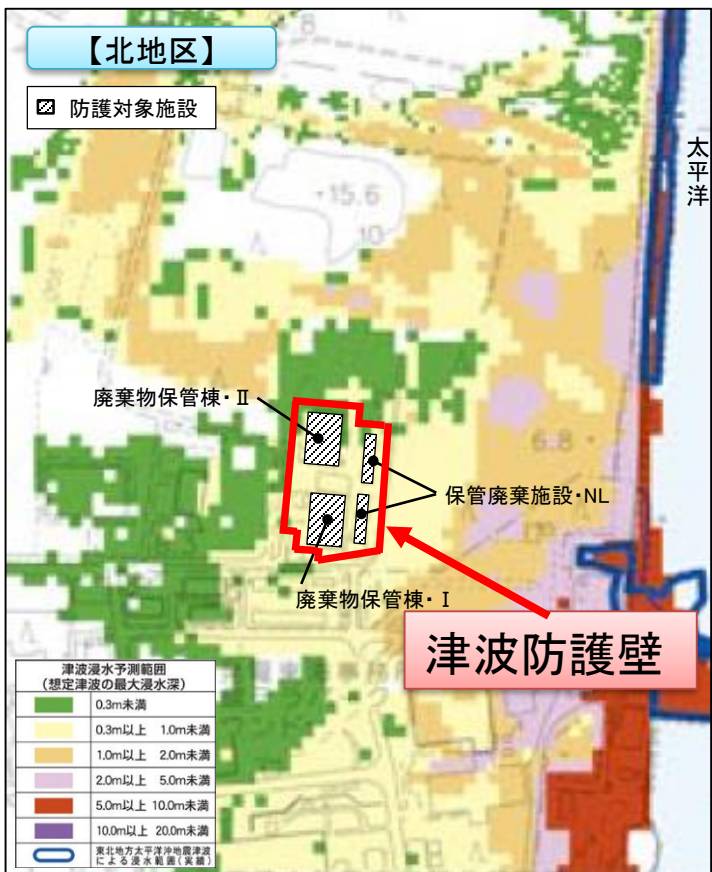 【北地区】
防護対象施設
8
太平洋
15.6
10
廃棄物保管棟・Ⅱ
6.8
保管廃棄施設・NL
廃棄物保管棟・Ⅰ
津波防護壁
津波浸水予測範囲
(想定津波の最大浸水深)
0.3m未満
0.3m以上 1.0m未満
1.0m以上 2.0m未満
2.0m以上 5.0m未満
5.0m以上 10.0m未満
10.0m以上 20.0m未満
東北地方太平洋沖地震津波
による浸水範囲(実績)